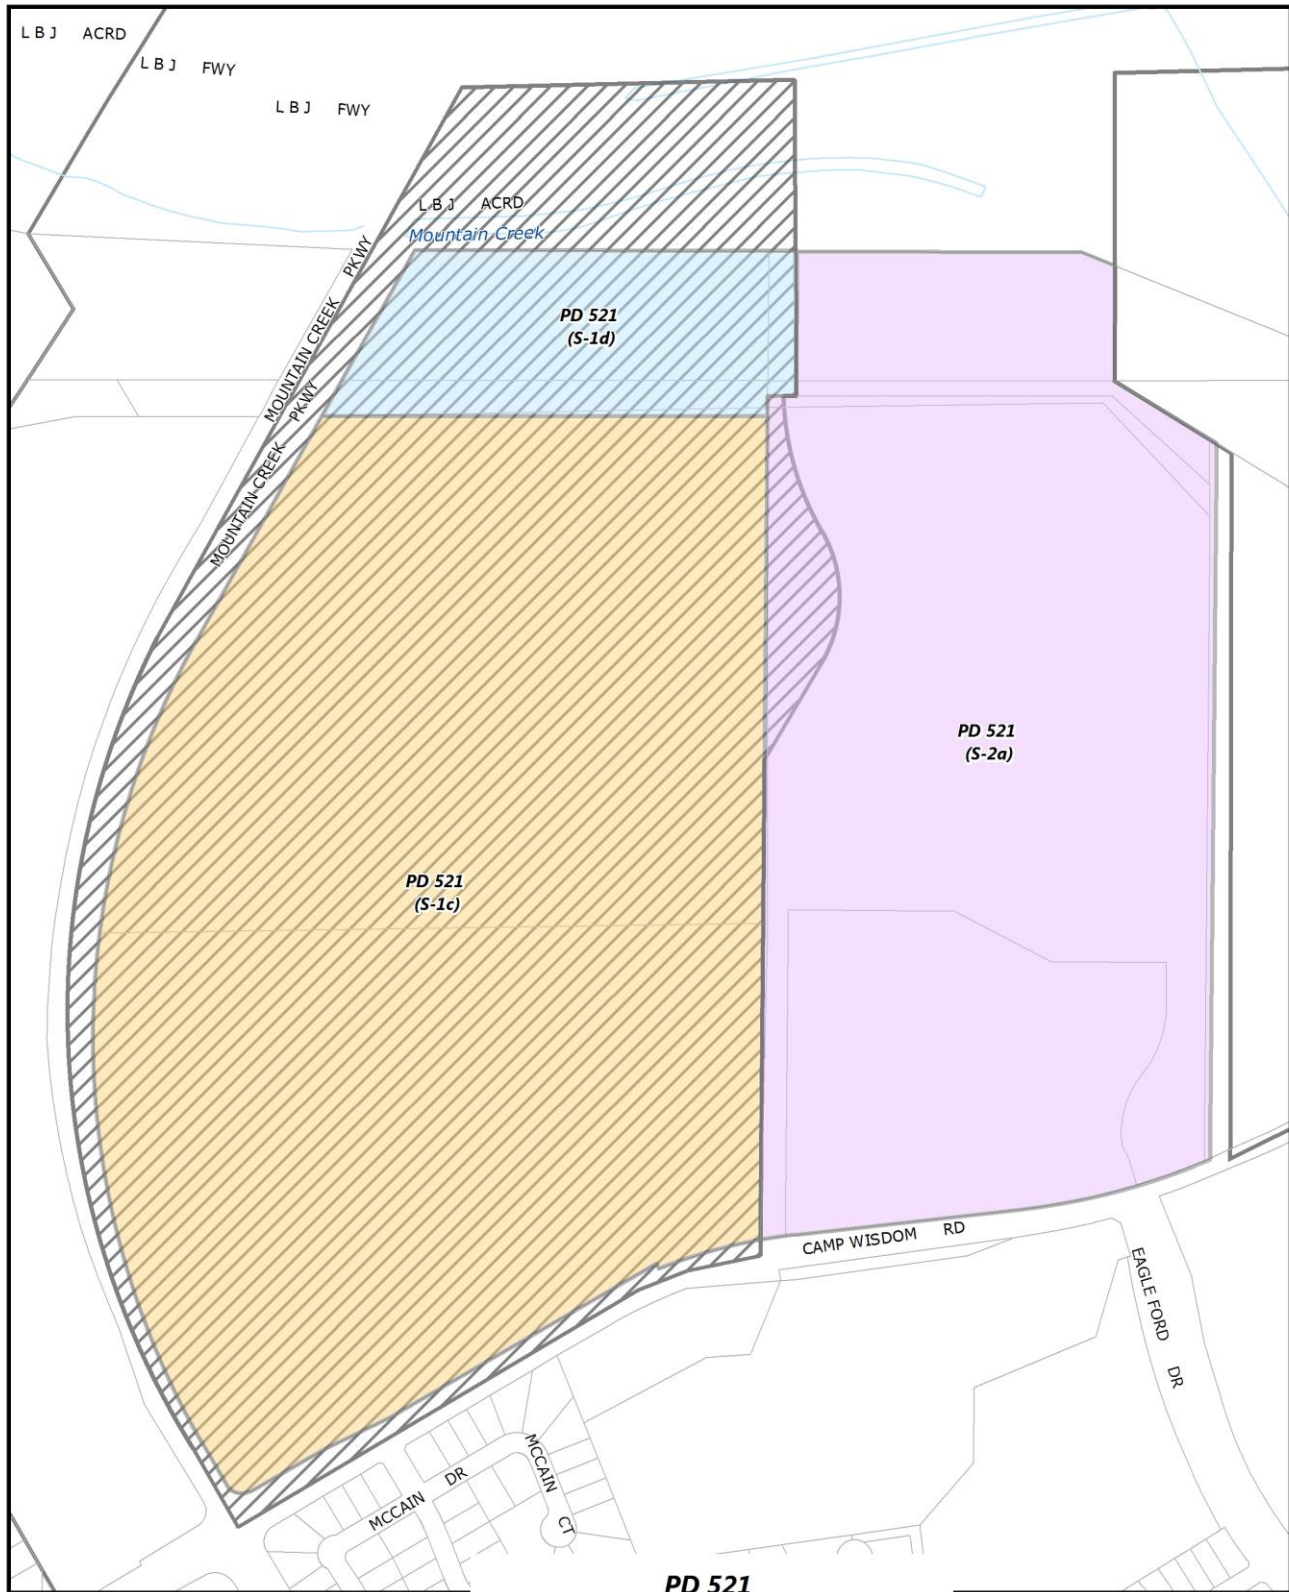 L B J ACRD
L B J FWY
L B J FWY
L B J ACRD
Mountain Creek
MOUNTAIN CREEK PKWY
MOUNTAIN CREEK PKWY
PD 521
(S-1d)
PD 521
(S-2a)
PD 521
(S-1c)
CAMP WISDOM RD
EAGLE FORD DR
MCCAIN DR
MCCAIN CT
PD 521